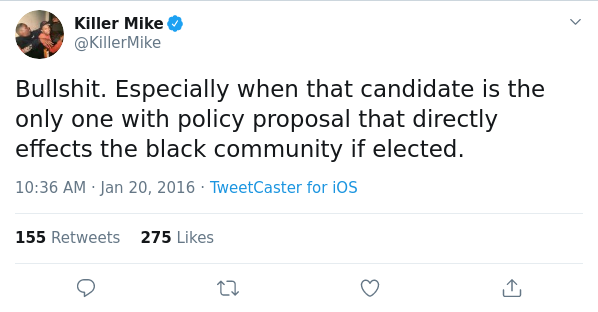 Killer Mike
@KillerMike
Bullshit. Especially when that candidate is the
only one with policy proposal that directly
effects the black community if elected.
10:36 AM · Jan 20, 2016 · TweetCaster for iOS
155 Retweets 275 Likes